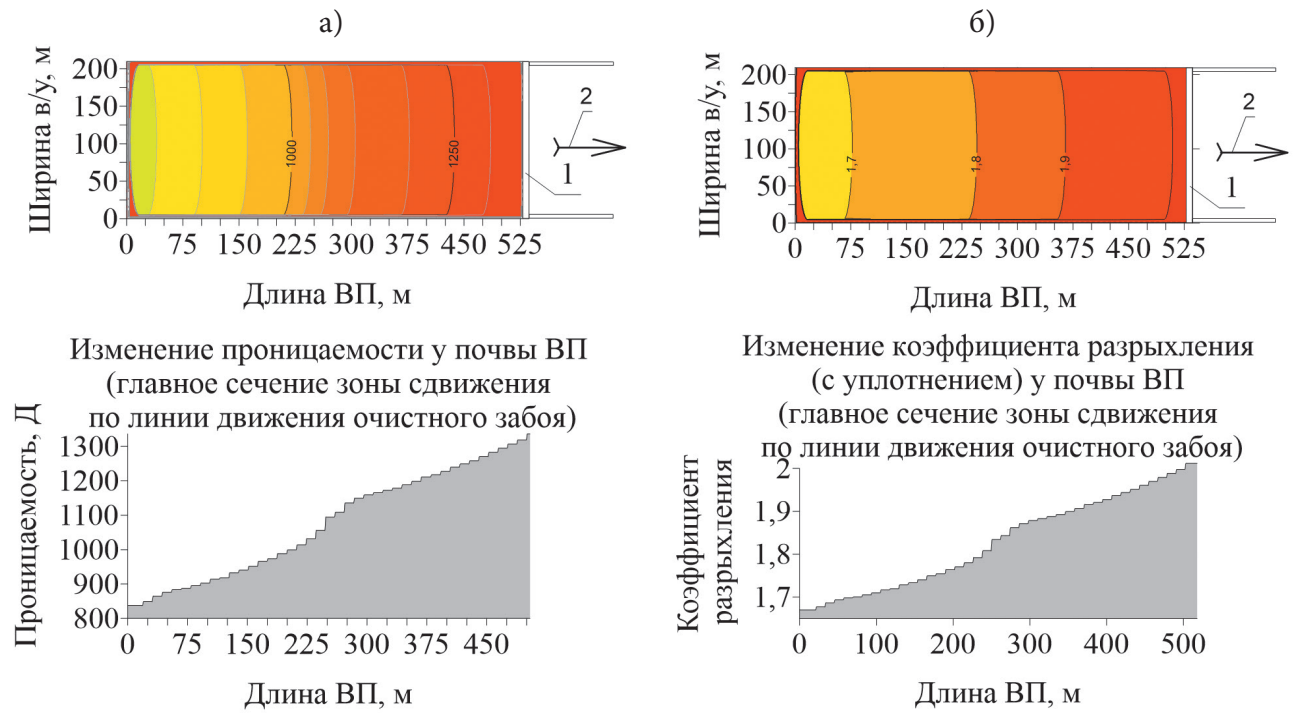 а)
Ширина в/у, м
200
150
100
50
0
1000
1250
2
1
0 75 150 225 300 375 450 525
Длина ВП, м
б)
Ширина в/у, м
200
150
100
50
0
1,7
1,8
1,9
2
1
0 75 150 225 300 375 450 525
Длина ВП, м
Изменение проницаемости у почвы ВП
(главное сечение зоны сдвижения
по линии движения очистного забоя)
Проницаемость, Д
1300
1200
1100
1000
900
800
0 75 150 225 300 375 450
Длина ВП, м
Изменение коэффициента разрыхления
(с уплотнением) у почвы ВП
(главное сечение зоны сдвижения
по линии движения очистного забоя)
Коэффициент
разрыхления
2
1,9
1,8
1,7
0 100 200 300 400 500
Длина ВП, м